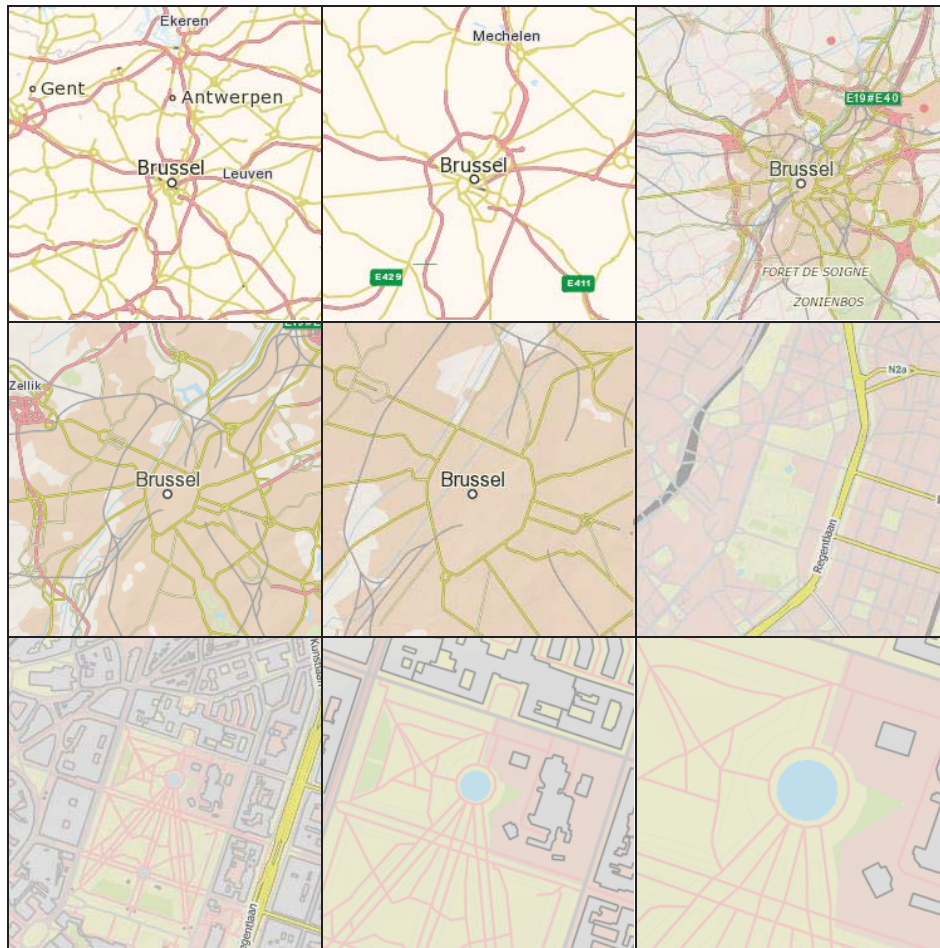 Ekeren
Gent
Antwerpen
Brussel
Leuven
Mechelen
Brussel
E429
E411
E19#E40
Brussel
FORET DE SOIGNE
ZONIENBOS
Zellik
Brussel
Brussel
N2a
Regentlaan
Kunstlaan
Regentlaan